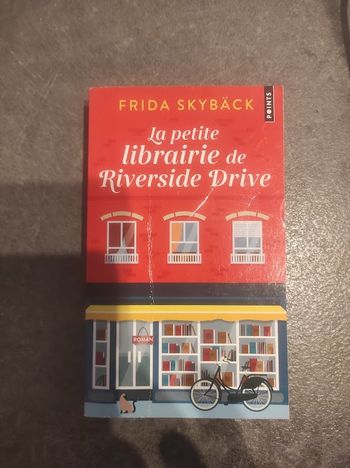 FRIDA SKYBÄCK
POINTS
La petite
librairie de
Riverside Drive
ROMAN